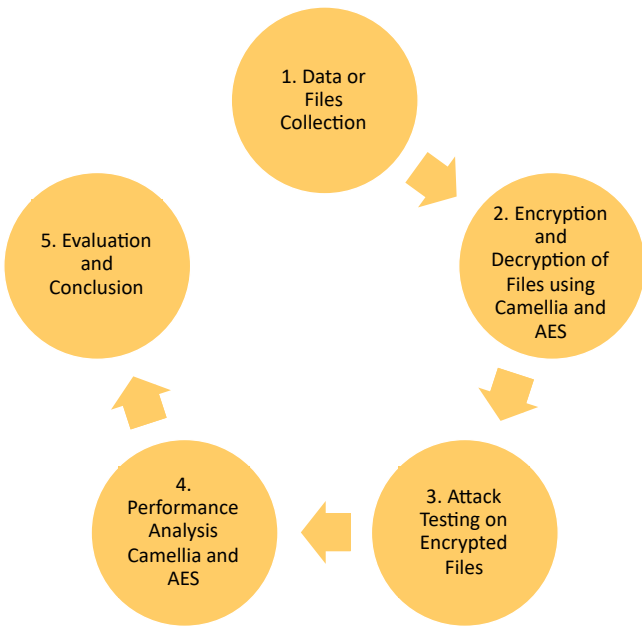 1. Data or
Files
Collection
2. Encryption
and
Decryption of
Files using
Camellia and
AES
3. Attack
Testing on
Encrypted
Files
4.
Performance
Analysis
Camellia and
AES
5. Evaluation
and
Conclusion